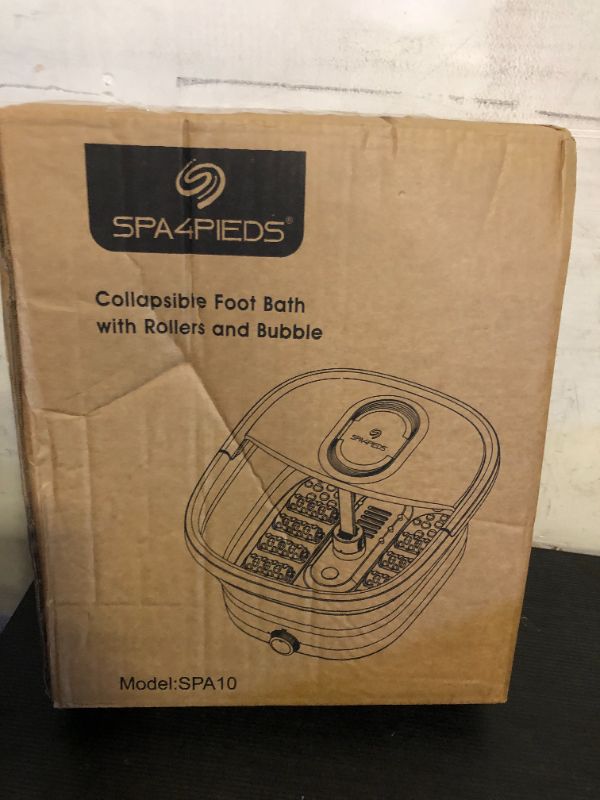 SPA4PIEDS®
Collapsible Foot Bath
with Rollers and Bubble
SPA4PIEDS
Model:SPA10